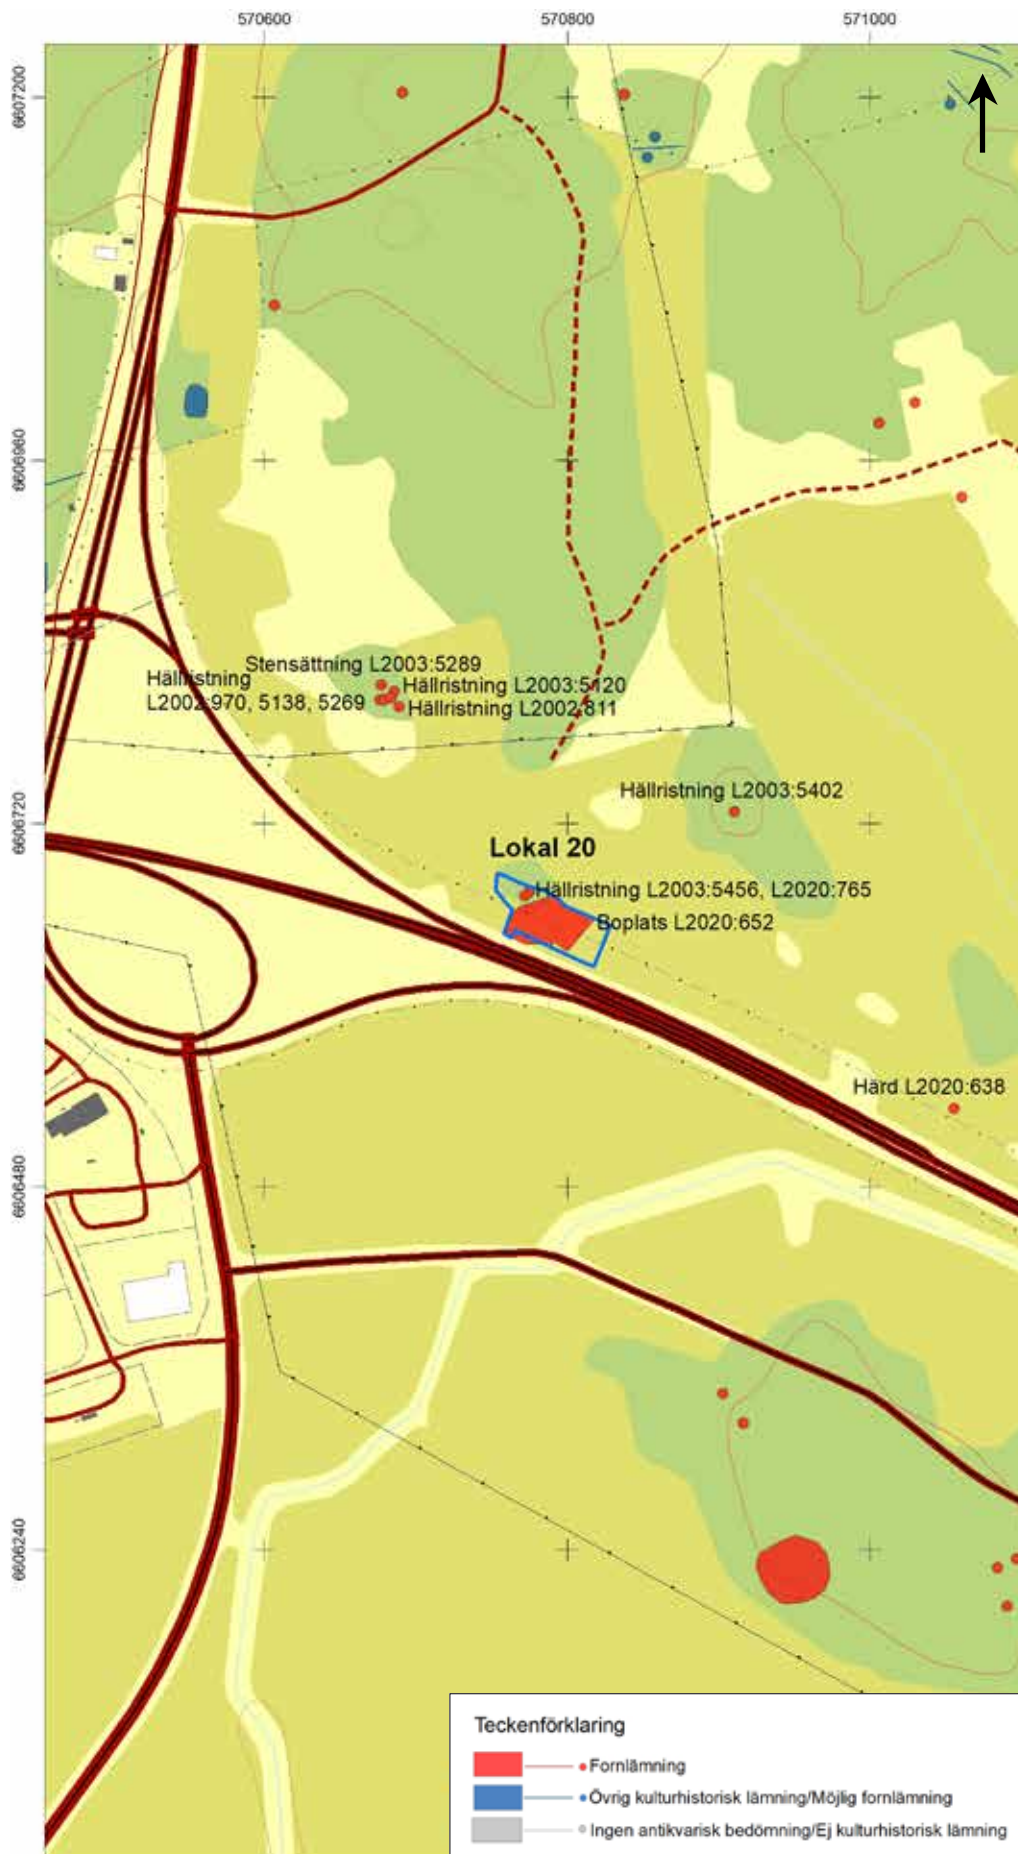 570600
570800
571000
6607200
6606960
Stensättning L2003:5289
Hällristning
L2002:970, 5138, 5269
Hällristning L2003:5120
Hällristning L2002:811
Hällristning L2003:5402
6606720
Lokal 20
Hällristning L2003:5456, L2020:765
Boplats L2020:652
Härd L2020:638
6606480
6606240
Teckenförklaring
Fornlämning
Övrig kulturhistorisk lämning/Möjlig fornlämning
Ingen antikvarisk bedömning/Ej kulturhistorisk lämning